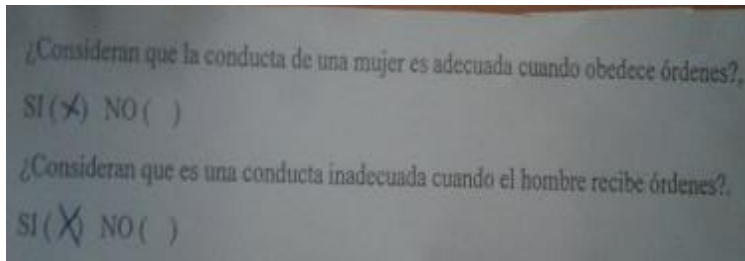 ¿Consideran que la conducta de una mujer es adecuada cuando obedece órdenes?,
SI (X) NO ( )
¿Consideran que es una conducta inadecuada cuando el hombre recibe órdenes?.
SI (X) NO ( )